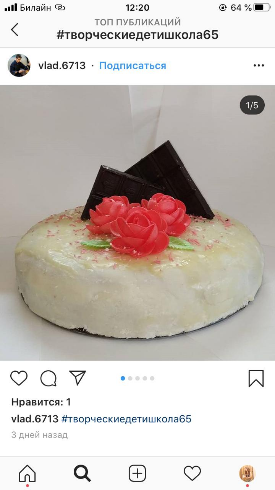 Билайн 12:20 64 %
ТОП ПУБЛИКАЦИЙ
#творческиедетишкола65
vlad.6713 · Подписаться
1/5
Нравится: 1
vlad.6713 #творческиедетишкола65
3 дней назад